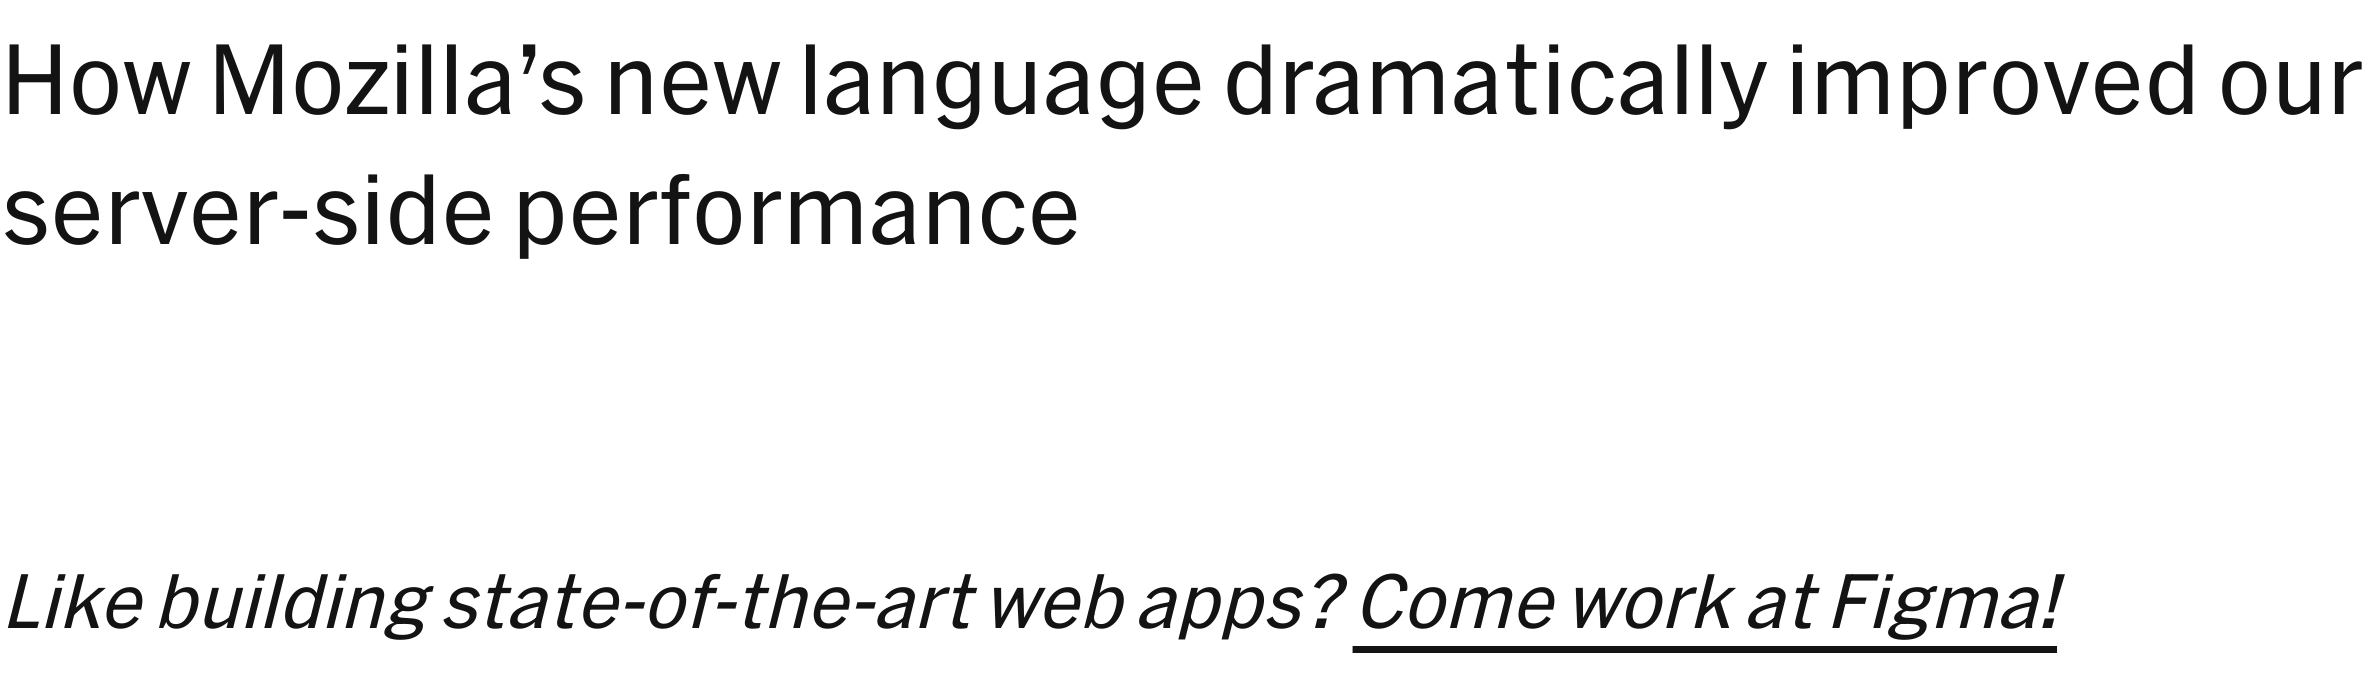 How Mozilla’s new language dramatically improved our
server-side performance
Like building state-of-the-art web apps? Come work at Figma!